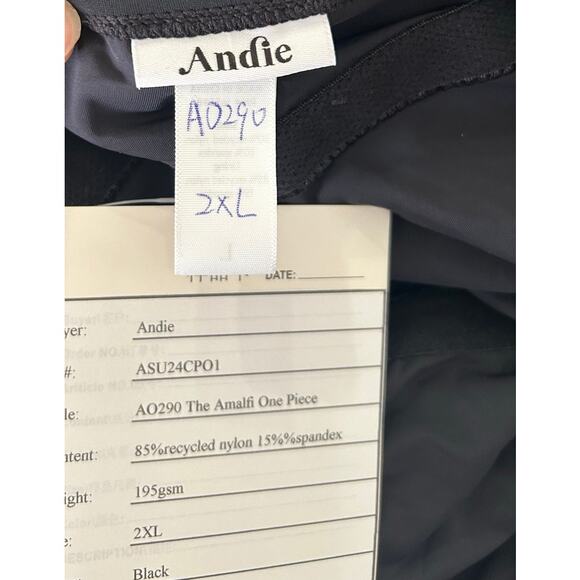 Andie
AO290
2XL
L
DATE:
yer: Andie
#: ASU24CPO1
le: AO290 The Amalfi One Piece
ntent: 85%recycled nylon 15%%spandex
ight: 195gsm
e: 2XL
Black